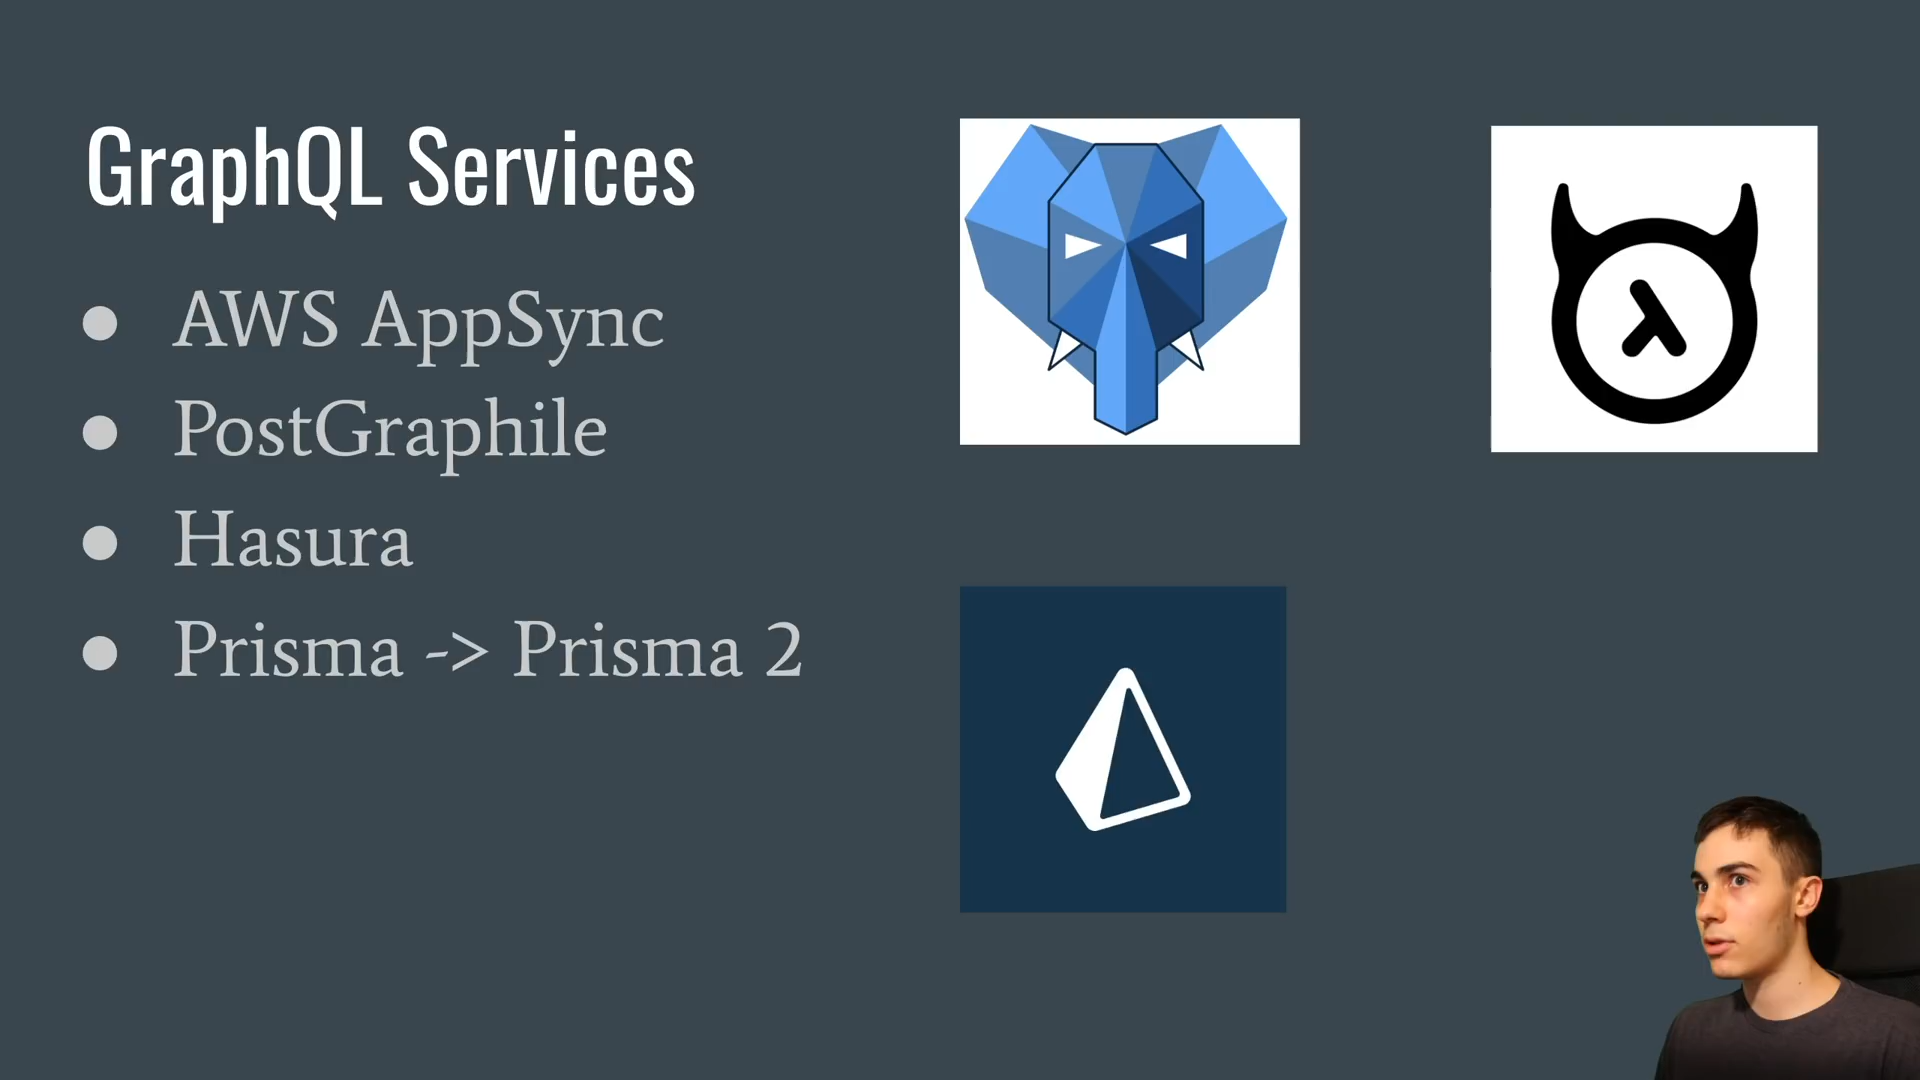 GraphQL Services
● AWS AppSync
● PostGraphile
● Hasura
● Prisma -> Prisma 2